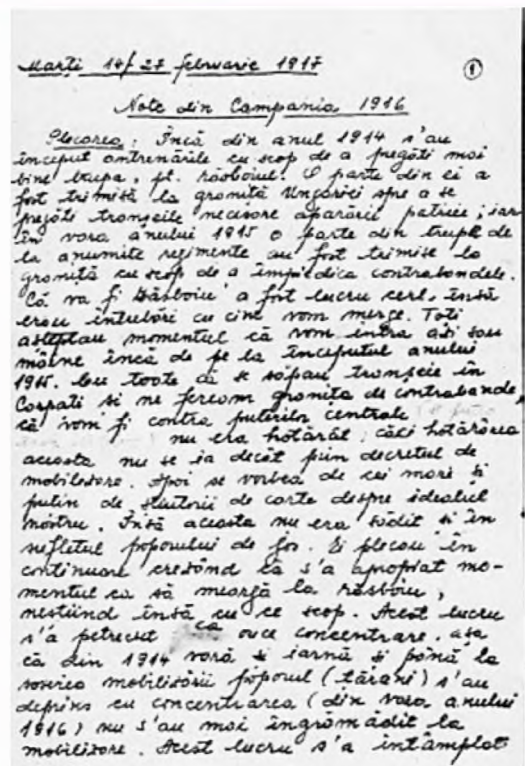 Marți 14/27 februarie 1917
①
Note din Campania 1916
Plecarea: Încă din anul 1914 s'au
început antrenările cu scop de a pregăti mai
bine trupa, pt. răsboiul. O parte din ei a
fost trimisă la granița Ungariei spre a se
pregăti tranșeile necesare apărării patriei; iar
în vara anului 1915 o parte din trupele de
la anumite regimente au fost trimise la
graniță cu scop de a împiedica contrabandele.
Că va fi războiu a fost lucru cert, însă
erau întrebări cu cine vom merge. Toți
așteptau momentul că vom intra azi sau
mâine încă de pe la începutul anului
1915. Cu toate că se săpau tranșeie în
Carpați și ne feream granița de contrabande,
că vom fi contra puterilor centrale
nu era hotărât; căci hotărârea
aceasta nu se ia decât prin decretul de
mobilizare. Apoi se vorbea de cei mari și
puțin de știutorii de carte despre idealul
nostru. Însă aceasta nu era sădit și în
sufletul poporului de jos. Ei plecau în
continuare crezând că s'a apropiat mo-
mentul ca să meargă la răsboiu,
neștiind însă cu ce scop. Acest lucru
s'a petrecut ca orice concentrare. așa
că din 1914 vară și iarnă și până la
sosirea mobilizării poporul (țărani) s'au
deprins cu concentrarea (din vara anului
1916) nu s'au mai îngrămădit la
mobilizare. Acest lucru s'a întâmplat